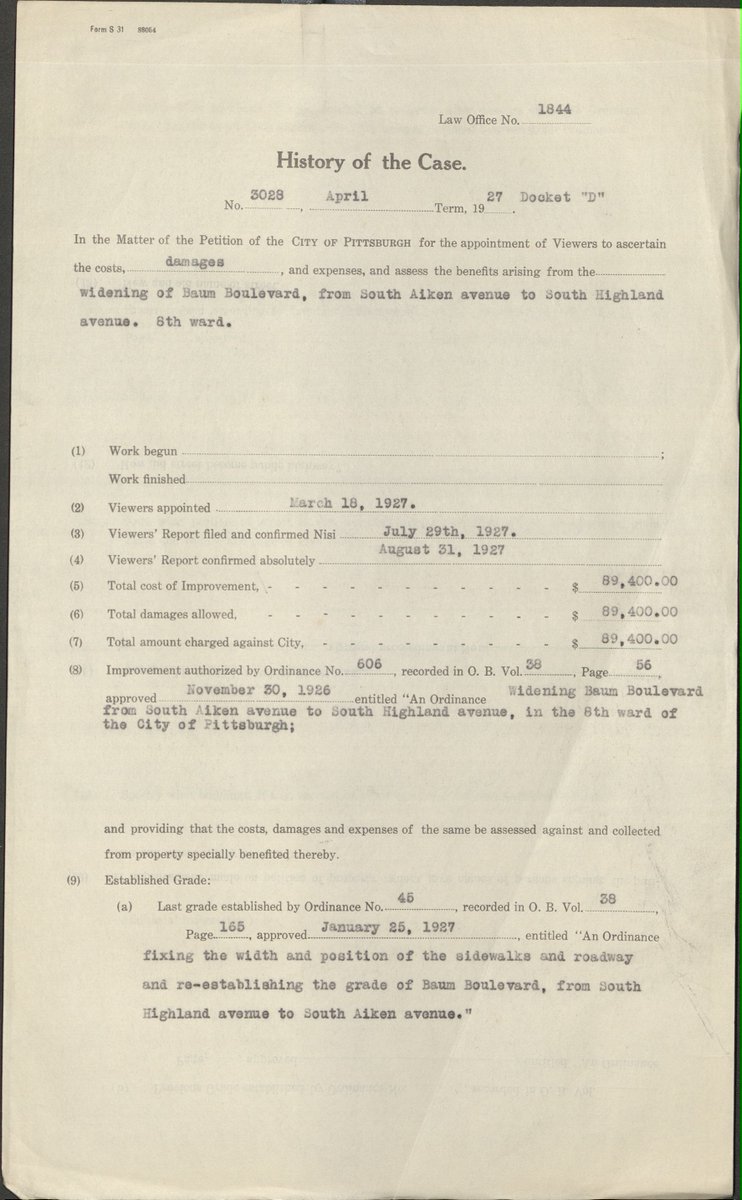 Form S 31 88064
Law Office No. 1844
History of the Case.
No. 3028, April Term, 1927 Docket "D".
In the Matter of the Petition of the CITY OF PITTSBURGH for the appointment of Viewers to ascertain
the costs, damages, and expenses, and assess the benefits arising from the
widening of Baum Boulevard, from South Aiken avenue to South Highland
avenue. 8th ward.
(1) Work begun ;
Work finished
(2) Viewers appointed March 18, 1927.
(3) Viewers' Report filed and confirmed Nisi July 29th, 1927.
(4) Viewers' Report confirmed absolutely August 31, 1927
(5) Total cost of Improvement, - - - - - - - - - - - $ 89,400.00
(6) Total damages allowed, - - - - - - - - - - - $ 89,400.00
(7) Total amount charged against City, - - - - - - - - - $ 89,400.00
(8) Improvement authorized by Ordinance No. 606, recorded in O. B. Vol. 38, Page 56,
approved November 30, 1926 entitled "An Ordinance Widening Baum Boulevard
from South Aiken avenue to South Highland avenue, in the 8th ward of
the City of Pittsburgh;
and providing that the costs, damages and expenses of the same be assessed against and collected
from property specially benefited thereby.
(9) Established Grade:
(a) Last grade established by Ordinance No. 45, recorded in O. B. Vol. 38,
Page 165, approved January 25, 1927, entitled "An Ordinance
fixing the width and position of the sidewalks and roadway
and re-establishing the grade of Baum Boulevard, from South
Highland avenue to South Aiken avenue."